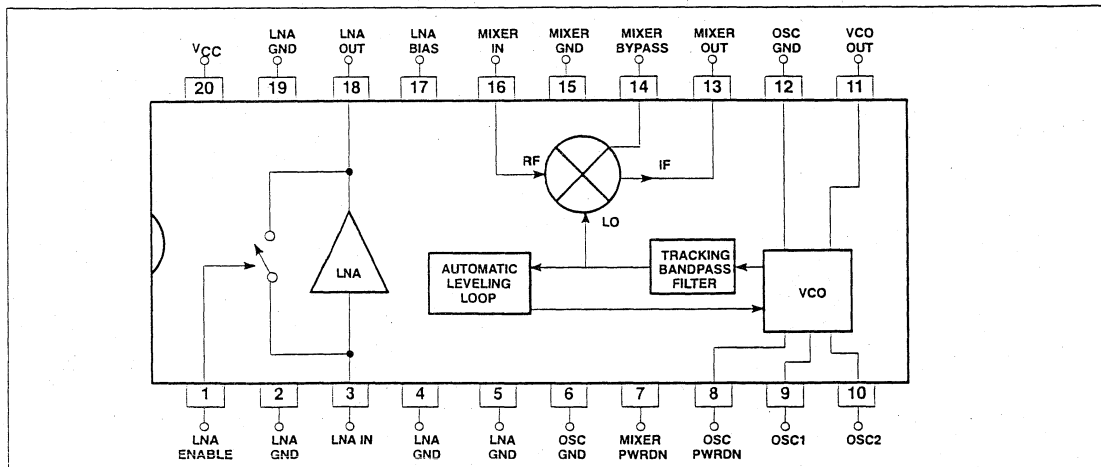 VCC
LNA GND
LNA OUT
LNA BIAS
MIXER IN
MIXER GND
MIXER BYPASS
MIXER OUT
OSC GND
VCO OUT
20 19 18 17 16 15 14 13 12 11
RF
IF
LO
LNA
AUTOMATIC
LEVELING
LOOP
TRACKING
BANDPASS
FILTER
VCO
1 2 3 4 5 6 7 8 9 10
LNA ENABLE
LNA GND
LNA IN
LNA GND
LNA GND
OSC GND
MIXER PWRDN
OSC PWRDN
OSC1
OSC2